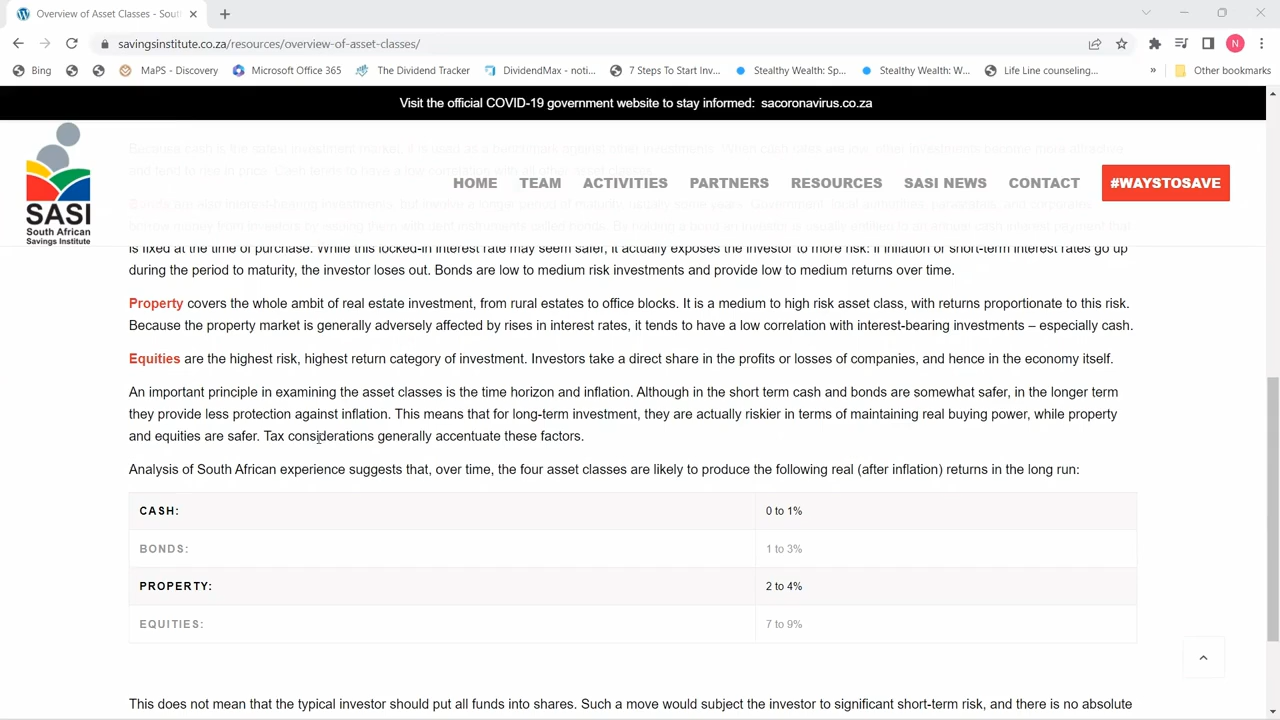 Overview of Asset Classes - Sout
savingsinstitute.co.za/resources/overview-of-asset-classes/
N
Bing
MaPS - Discovery
Microsoft Office 365
The Dividend Tracker
DividendMax - noti...
7 Steps To Start Inv...
Stealthy Wealth: Sp...
Stealthy Wealth: W...
Life Line counseling...
»
Other bookmarks
Visit the official COVID-19 government website to stay informed: sacoronavirus.co.za
SASI
South African
Savings Institute
HOME
TEAM
ACTIVITIES
PARTNERS
RESOURCES
SASI NEWS
CONTACT
#WAYSTOSAVE
is fixed at the time of purchase. While this locked-in interest rate may seem safer, it actually exposes the investor to more risk: if inflation or short-term interest rates go up
during the period to maturity, the investor loses out. Bonds are low to medium risk investments and provide low to medium returns over time.
Property covers the whole ambit of real estate investment, from rural estates to office blocks. It is a medium to high risk asset class, with returns proportionate to this risk.
Because the property market is generally adversely affected by rises in interest rates, it tends to have a low correlation with interest-bearing investments – especially cash.
Equities are the highest risk, highest return category of investment. Investors take a direct share in the profits or losses of companies, and hence in the economy itself.
An important principle in examining the asset classes is the time horizon and inflation. Although in the short term cash and bonds are somewhat safer, in the longer term
they provide less protection against inflation. This means that for long-term investment, they are actually riskier in terms of maintaining real buying power, while property
and equities are safer. Tax considerations generally accentuate these factors.
Analysis of South African experience suggests that, over time, the four asset classes are likely to produce the following real (after inflation) returns in the long run:
CASH: 0 to 1%
BONDS: 1 to 3%
PROPERTY: 2 to 4%
EQUITIES: 7 to 9%
This does not mean that the typical investor should put all funds into shares. Such a move would subject the investor to significant short-term risk, and there is no absolute